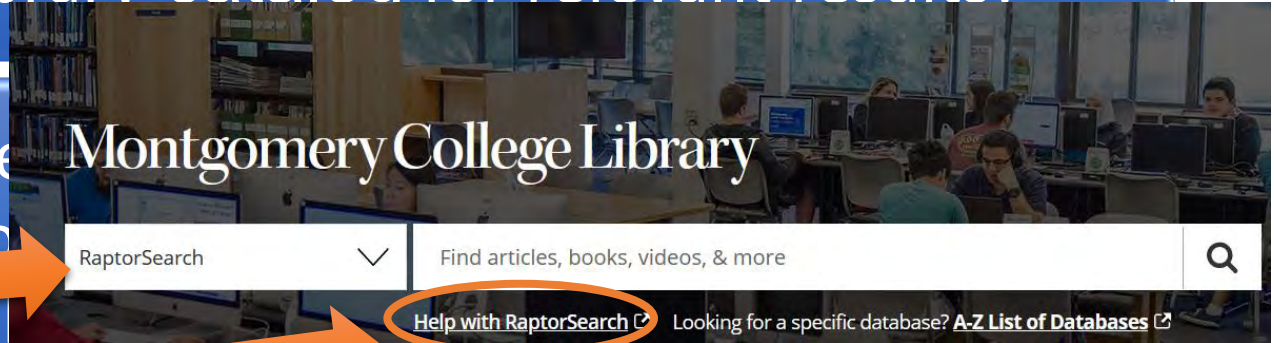 Montgomery College Library
RaptorSearch
Find articles, books, videos, & more
Help with RaptorSearch Looking for a specific database? A-Z List of Databases